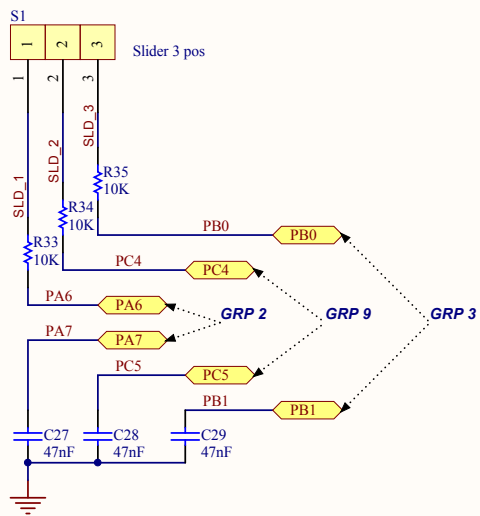 S1
1 2 3
Slider 3 pos
1 2 3
SLD_1 SLD_2 SLD_3
R35
10K
R34
10K
R33
10K
PB0 PB0
PC4 PC4
PA6 PA6
GRP 2 GRP 9 GRP 3
PA7 PA7
PC5 PC5
PB1 PB1
C27 C28 C29
47nF 47nF 47nF